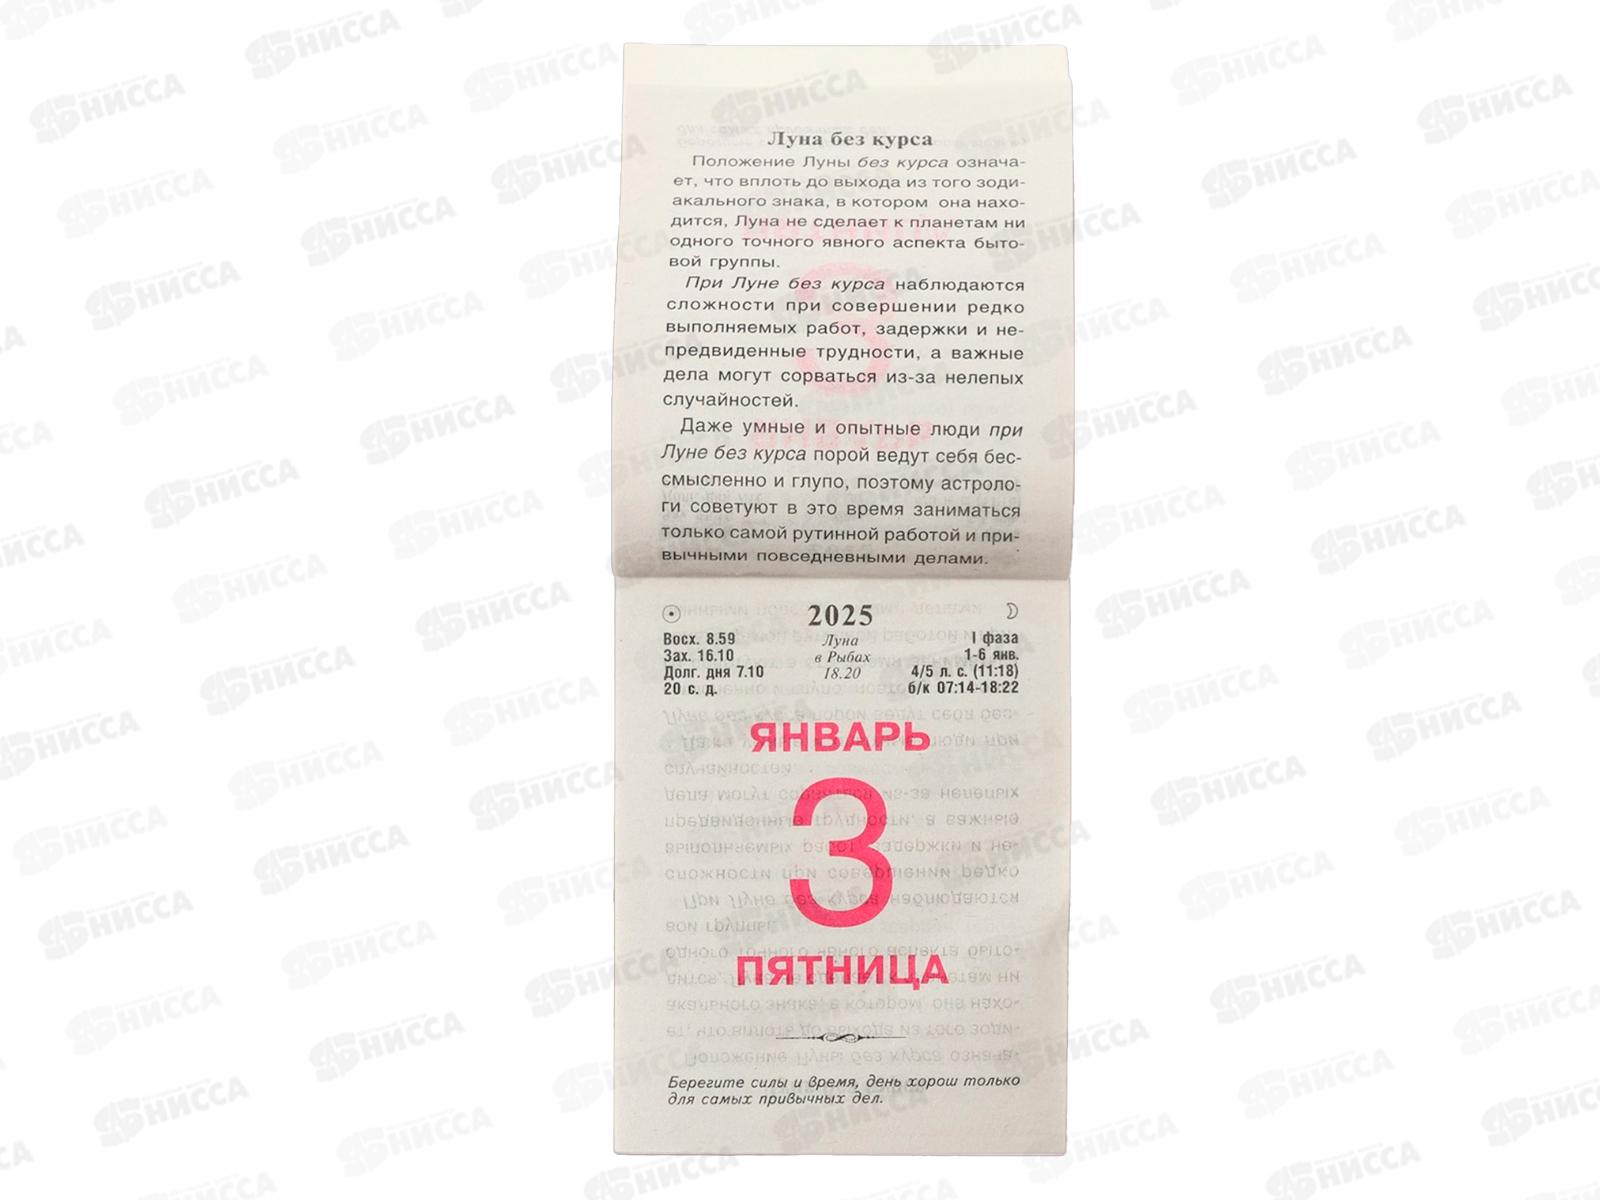 Луна без курса
Положение Луны без курса означа-
ет, что вплоть до выхода из того зоди-
акального знака, в котором она нахо-
дится, Луна не сделает к планетам ни
одного точного явного аспекта быто-
вой группы.
При Луне без курса наблюдаются
сложности при совершении редко
выполняемых работ, задержки и не-
предвиденные трудности, а важные
дела могут сорваться из-за нелепых
случайностей.
Даже умные и опытные люди при
Луне без курса порой ведут себя бес-
смысленно и глупо, поэтому астроло-
ги советуют в это время заниматься
только самой рутинной работой и при-
вычными повседневными делами.
2025
Восх. 8.59
Зах. 16.10
Долг. дня 7.10
20 с. д.
Луна
в Рыбах
18.20
I фаза
1-6 янв.
4/5 л. с. (11:18)
б/к 07:14-18:22
ЯНВАРЬ
3
ПЯТНИЦА
Берегите силы и время, день хорош только
для самых привычных дел.
НИССА